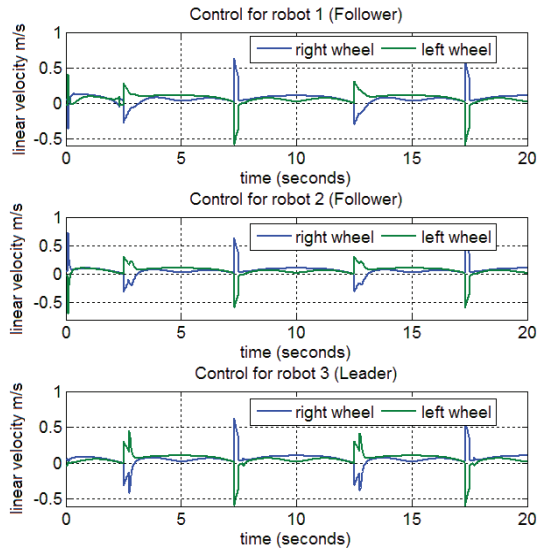 Control for robot 1 (Follower)
linear velocity m/s
1
0.5
0
-0.5
right wheel
left wheel
0
5
10
15
20
time (seconds)
Control for robot 2 (Follower)
linear velocity m/s
1
0.5
0
-0.5
right wheel
left wheel
0
5
10
15
20
time (seconds)
Control for robot 3 (Leader)
linear velocity m/s
1
0.5
0
-0.5
right wheel
left wheel
0
5
10
15
20
time (seconds)